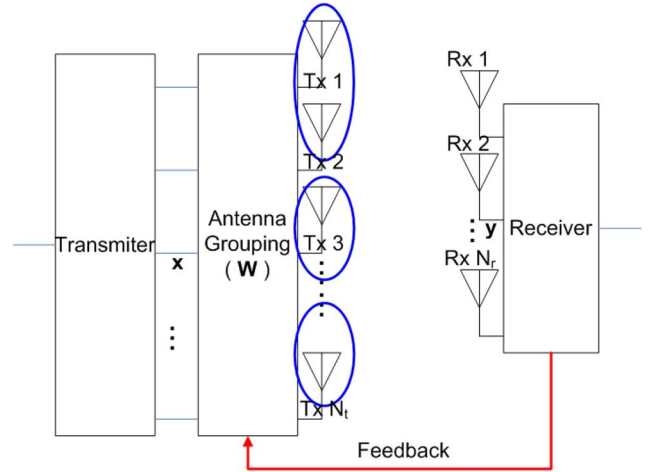 Transmiter
x
Antenna
Grouping
( W )
Tx 1
Tx 2
Tx 3
Tx Nt
Rx 1
Rx 2
y
Rx Nr
Receiver
Feedback